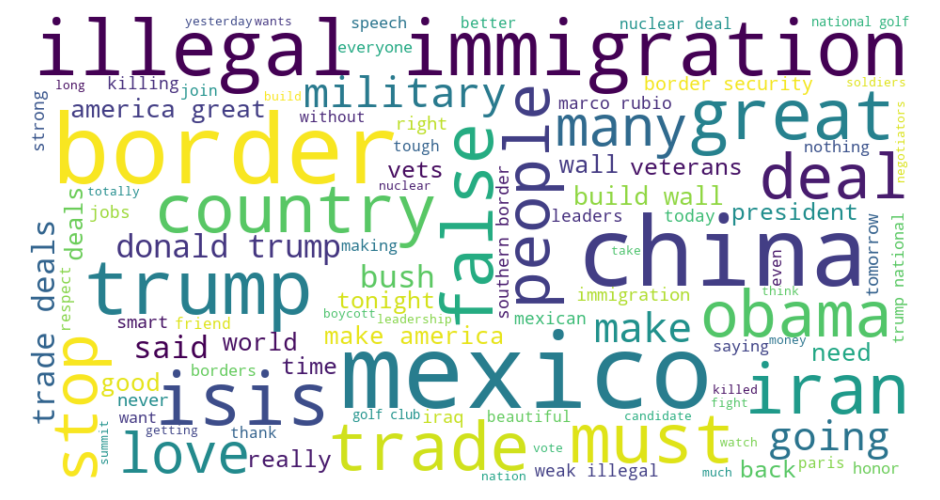 yesterday wants speech better nuclear deal national golf
illegal immigration
everyone
long killing join build military border security soldiers
strong america great without people marco rubio many great negotiators
border right tough false nothing
vets nuclear wall veterans deal
totally country southern border build wall
jobs deals leaders today president
donald trump making china take even tomorrow trump national
trade deals respect trump bush tonight boycott leadership immigration think obama
smart friend make america mexican make
stop said world time saying money need
good borders mexico killed iran
never isis fight
want golf club iraq beautiful candidate
getting love thank trade must going
summit really vote watch
nation weak illegal much back paris honor